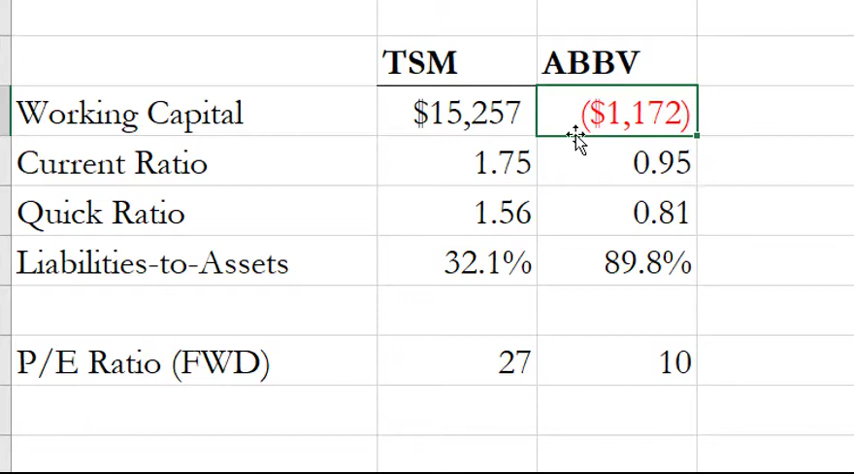 TSM ABBV
Working Capital $15,257 ($1,172)
Current Ratio 1.75 0.95
Quick Ratio 1.56 0.81
Liabilities-to-Assets 32.1% 89.8%
P/E Ratio (FWD) 27 10